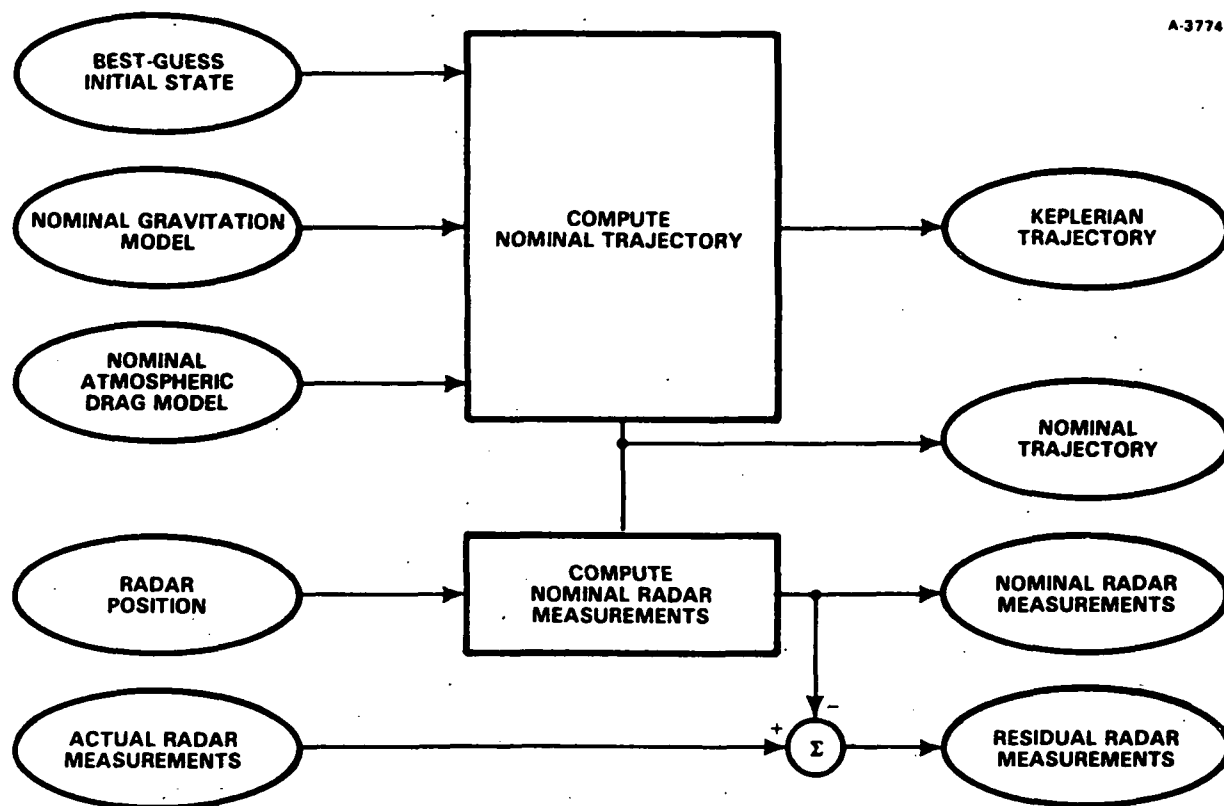 A-3774
BEST-GUESS
INITIAL STATE
NOMINAL GRAVITATION
MODEL
COMPUTE
NOMINAL TRAJECTORY
KEPLERIAN
TRAJECTORY
NOMINAL
ATMOSPHERIC
DRAG MODEL
NOMINAL
TRAJECTORY
RADAR
POSITION
COMPUTE
NOMINAL RADAR
MEASUREMENTS
NOMINAL RADAR
MEASUREMENTS
ACTUAL RADAR
MEASUREMENTS
+
−
Σ
RESIDUAL RADAR
MEASUREMENTS